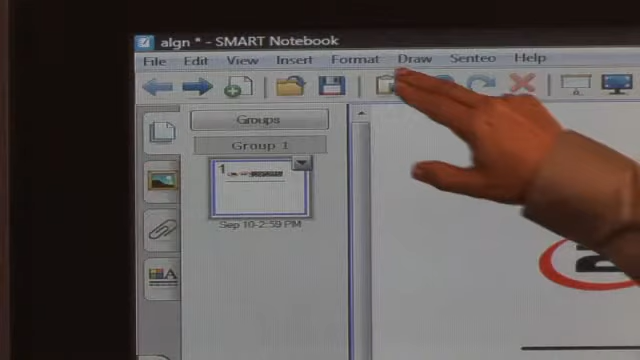 algn * - SMART Notebook
File Edit View Insert Format Draw Senteo Help
Groups
Group 1
1
Sep 10-2:59 PM